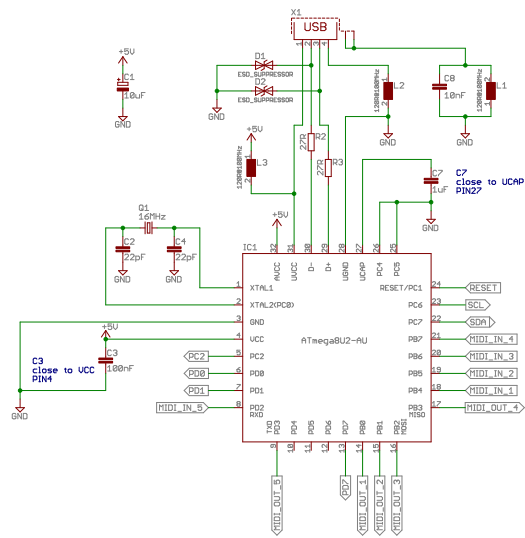 X1
USB
1
2
3
4
+5V
C1
10uF
GND
D1
ESD_SUPPRESSOR
D2
ESD_SUPPRESSOR
GND
120R@100MHz
L2
GND
C8
10nF
120R@100MHz
L1
GND
+5V
L3
120R@100MHz
27R
R2
27R
R3
C7
1uF
GND
C7
close to UCAP
PIN27
Q1
16MHz
C2
22pF
GND
C4
22pF
GND
+5V
IC1
32
31
30
29
28
27
26
25
AVCC
UVCC
D-
D+
UGND
UCAP
PC4
PC5
1
XTAL1
2
XTAL2(PC0)
3
GND
4
VCC
5
PC2
6
PD0
7
PD1
8
PD2
RXD
ATmega8U2-AU
RESET/PC1
24
RESET
PC6
23
SCL
PC7
22
SDA
PB7
21
MIDI_IN_4
PB6
20
MIDI_IN_3
PB5
19
MIDI_IN_2
PB4
18
MIDI_IN_1
PB3
MISO
17
MIDI_OUT_4
+5V
C3
100nF
C3
close to VCC
PIN4
GND
PC2
PD0
PD1
MIDI_IN_5
TXD
PD3
PD4
PD5
PD6
PD7
PB0
PB1
PB2
MOSI
9
10
11
12
13
14
15
16
MIDI_OUT_5
PD7
MIDI_OUT_1
MIDI_OUT_2
MIDI_OUT_3